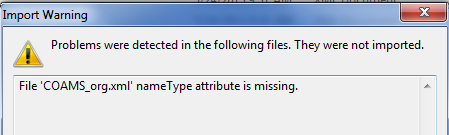 Import Warning
Problems were detected in the following files. They were not imported.
File 'COAMS_org.xml' nameType attribute is missing.